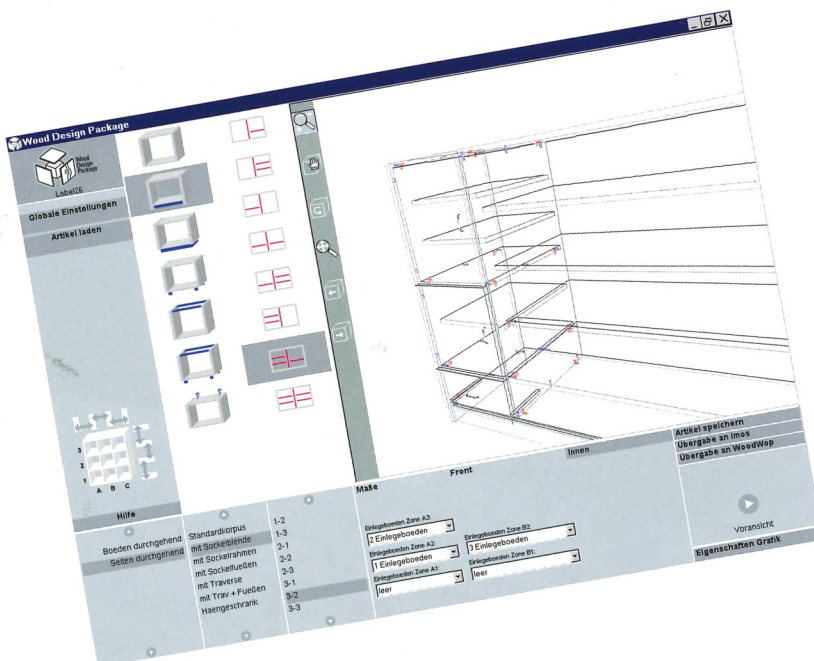 Wood Design Package
Wood
Design
Package
Label26
Globale Einstellungen
Artikel laden
3
2
1
A B C
Hilfe
Boeden durchgehend
Seiten durchgehend
Standardkorpus
mit Sockelblende
mit Sockelrahmen
mit Sockelfueßen
mit Traverse
mit Trav.+ Fueßen
Haengeschrank
1-2
1-3
2-1
2-2
2-3
3-1
3-2
3-3
Maße
Front
Innen
Einlegeboeden Zone A3:
2 Einlegeboeden
Einlegeboeden Zone A2:
1 Einlegeboeden
Einlegeboeden Zone A1:
leer
Einlegeboeden Zone B2:
3 Einlegeboeden
Einlegeboeden Zone B1:
leer
Artikel speichern
Übergabe an imos
Übergabe an WoodWop
Voransicht
Eigenschaften Grafik